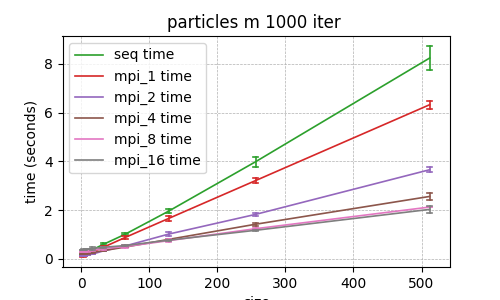 particles m 1000 iter
seq time
mpi_1 time
mpi_2 time
mpi_4 time
mpi_8 time
mpi_16 time
time (seconds)
8
6
4
2
0
0 100 200 300 400 500
size